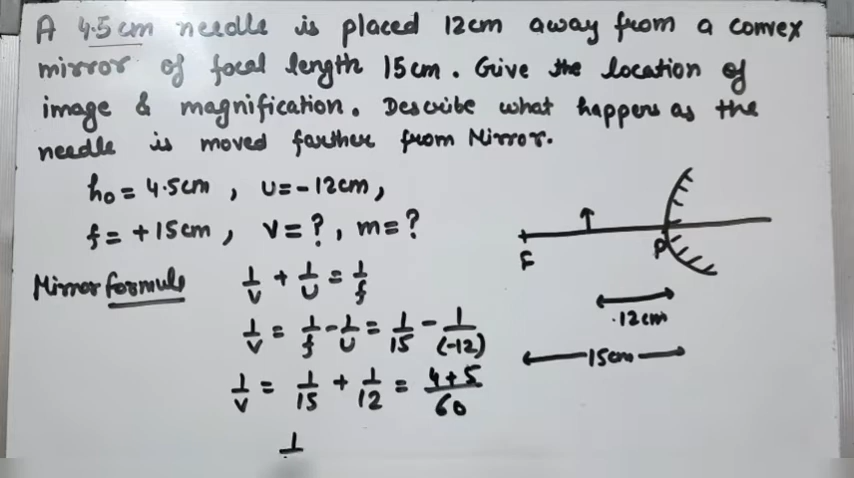 A 4.5 cm needle is placed 12cm away from a convex
mirror of focal length 15cm. Give the location of
image & magnification. Describe what happens as the
needle is moved farther from Mirror.
ho = 4.5cm, u = -12cm,
f = +15cm, v = ?, m = ?
Mirror formula 1/v + 1/u = 1/f
1/v = 1/f - 1/u = 1/15 - 1/(-12)
1/v = 1/15 + 1/12 = 4+5/60
1
F
P
12cm
15cm